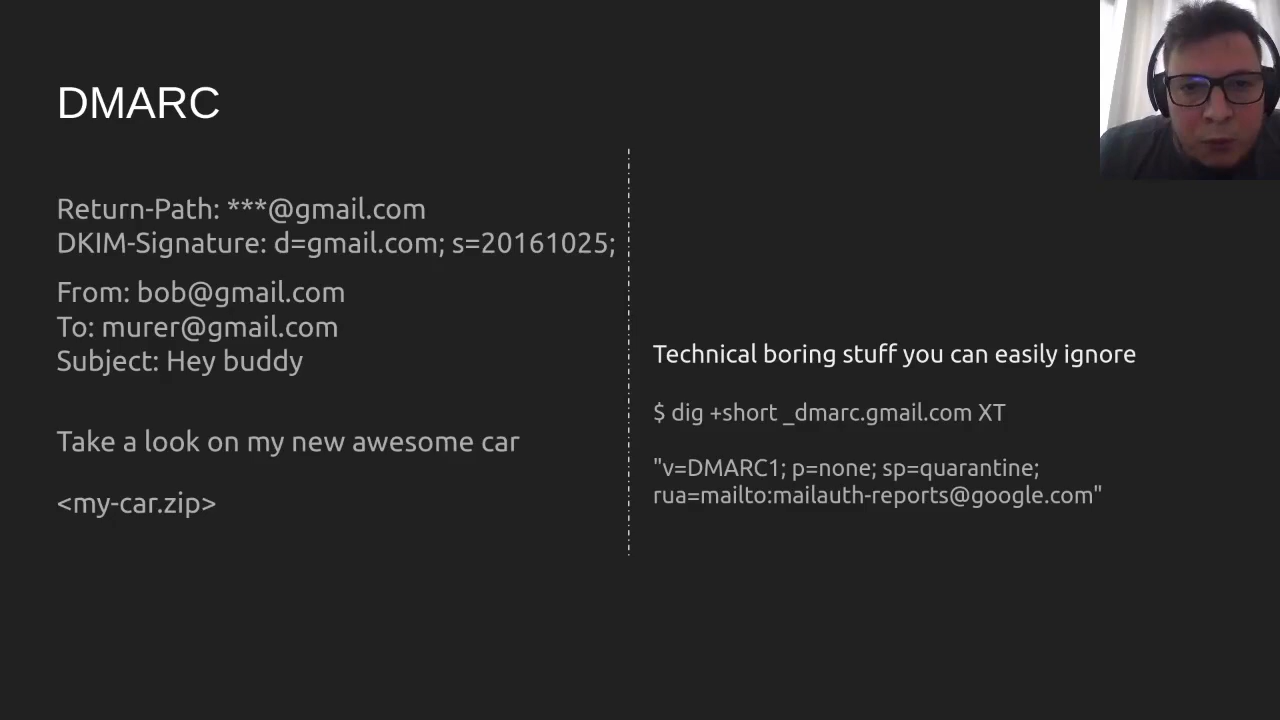 DMARC
Return-Path: ***@gmail.com
DKIM-Signature: d=gmail.com; s=20161025;
From: bob@gmail.com
To: murer@gmail.com
Subject: Hey buddy
Take a look on my new awesome car
<my-car.zip>
Technical boring stuff you can easily ignore
$ dig +short _dmarc.gmail.com XT
"v=DMARC1; p=none; sp=quarantine;
rua=mailto:mailauth-reports@google.com"